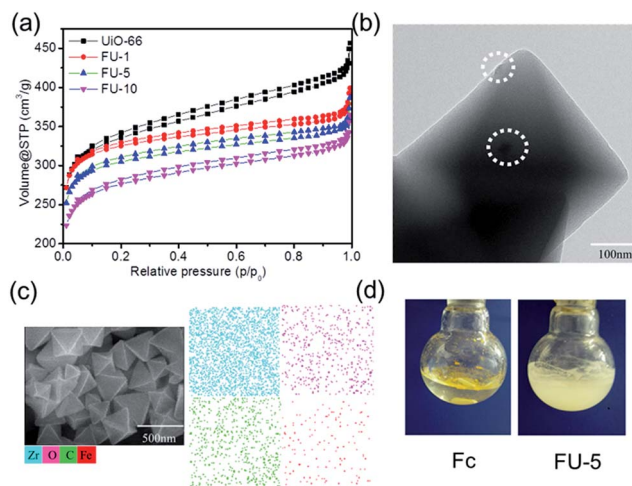 (a)
450
400
350
300
250
200
Volume@STP (cm³/g)
UiO-66
FU-1
FU-5
FU-10
0.0 0.2 0.4 0.6 0.8 1.0
Relative pressure (p/p₀)
(b)
100nm
(c)
500nm
Zr O C Fe
(d)
Fc FU-5